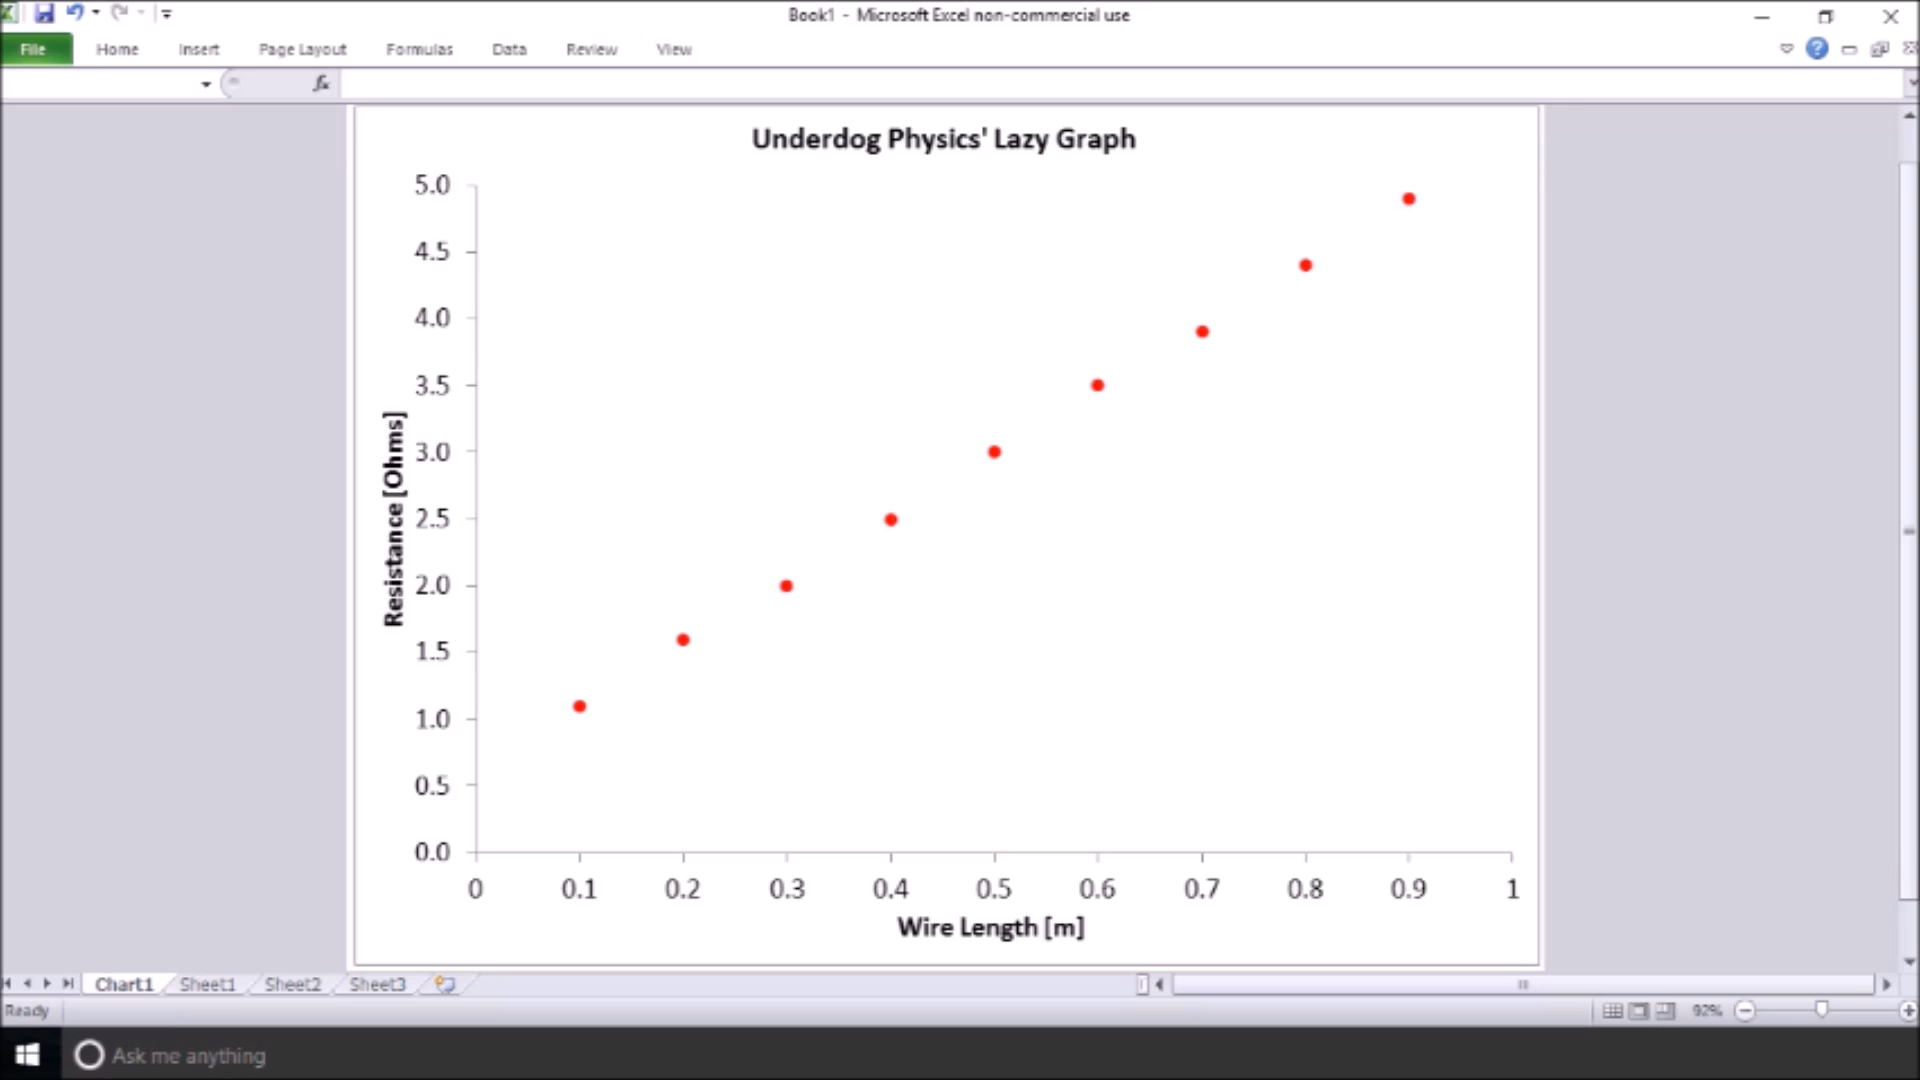 Book1 - Microsoft Excel non-commercial use
File Home Insert Page Layout Formulas Data Review View
fx
Underdog Physics' Lazy Graph
5.0
4.5
4.0
3.5
3.0
2.5
2.0
1.5
1.0
0.5
0.0
Resistance [Ohms]
0 0.1 0.2 0.3 0.4 0.5 0.6 0.7 0.8 0.9 1
Wire Length [m]
Chart1 Sheet1 Sheet2 Sheet3
Ready 92%
Ask me anything